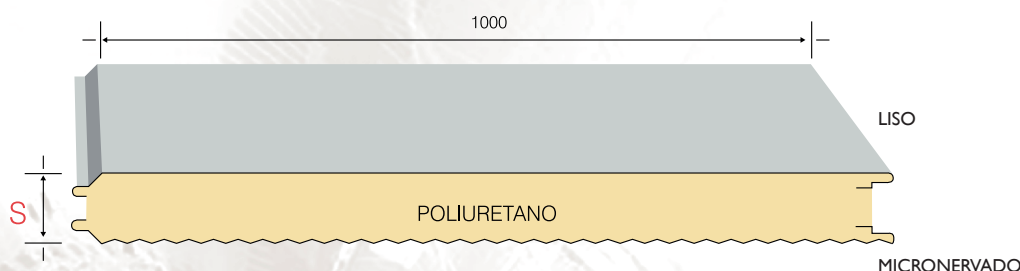 1000
LISO
S
POLIURETANO
MICRONERVADO